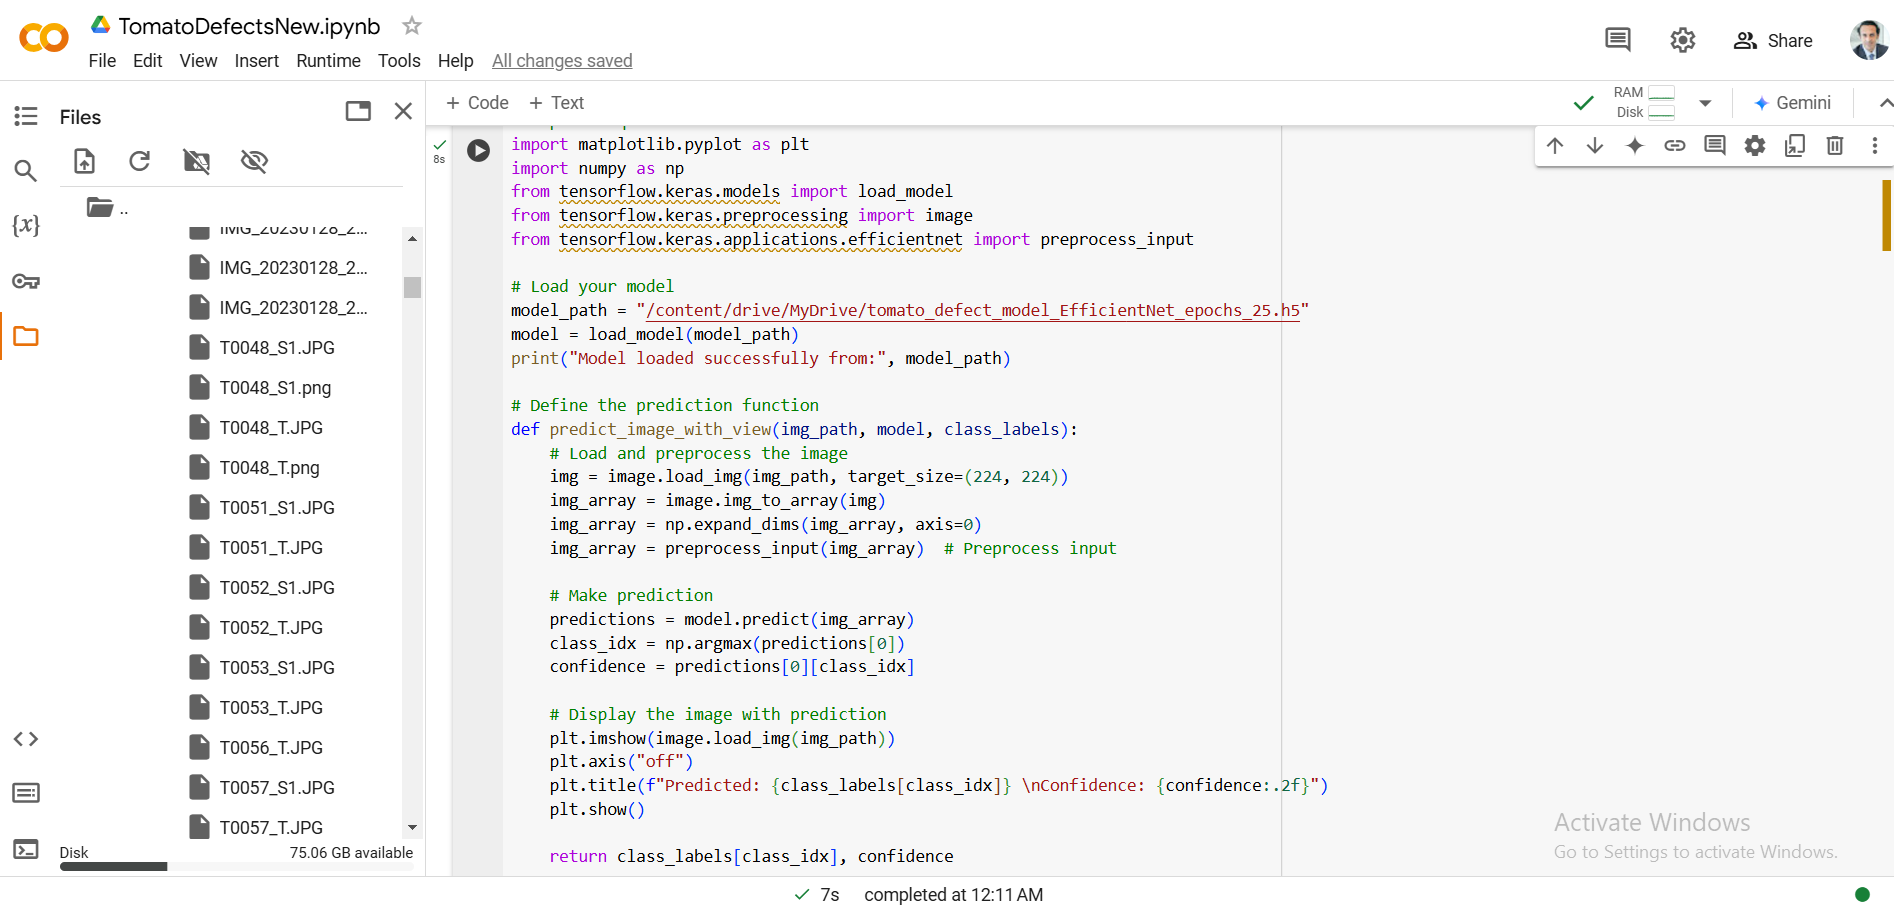 TomatoDefectsNew.ipynb
File Edit View Insert Runtime Tools Help All changes saved
Share
Files
+ Code + Text
RAM
Disk
Gemini
..
IMG_20230128_2...
IMG_20230128_2...
IMG_20230128_2...
T0048_S1.JPG
T0048_S1.png
T0048_T.JPG
T0048_T.png
T0051_S1.JPG
T0051_T.JPG
T0052_S1.JPG
T0052_T.JPG
T0053_S1.JPG
T0053_T.JPG
T0056_T.JPG
T0057_S1.JPG
T0057_T.JPG
Disk 75.06 GB available
8s
import matplotlib.pyplot as plt
import numpy as np
from tensorflow.keras.models import load_model
from tensorflow.keras.preprocessing import image
from tensorflow.keras.applications.efficientnet import preprocess_input
# Load your model
model_path = "/content/drive/MyDrive/tomato_defect_model_EfficientNet_epochs_25.h5"
model = load_model(model_path)
print("Model loaded successfully from:", model_path)
# Define the prediction function
def predict_image_with_view(img_path, model, class_labels):
# Load and preprocess the image
img = image.load_img(img_path, target_size=(224, 224))
img_array = image.img_to_array(img)
img_array = np.expand_dims(img_array, axis=0)
img_array = preprocess_input(img_array)  # Preprocess input
# Make prediction
predictions = model.predict(img_array)
class_idx = np.argmax(predictions[0])
confidence = predictions[0][class_idx]
# Display the image with prediction
plt.imshow(image.load_img(img_path))
plt.axis("off")
plt.title(f"Predicted: {class_labels[class_idx]} \nConfidence: {confidence:.2f}")
plt.show()
return class_labels[class_idx], confidence
Activate Windows
Go to Settings to activate Windows.
7s completed at 12:11 AM